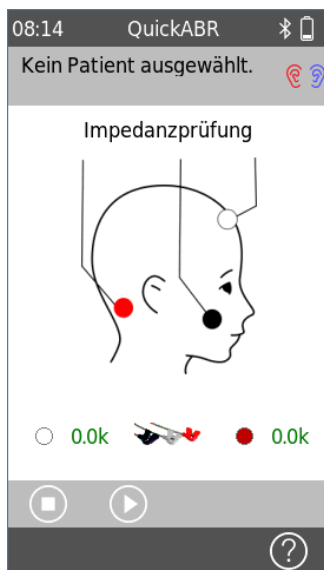 08:14 QuickABR
Kein Patient ausgewählt.
Impedanzprüfung
0.0k 0.0k
?